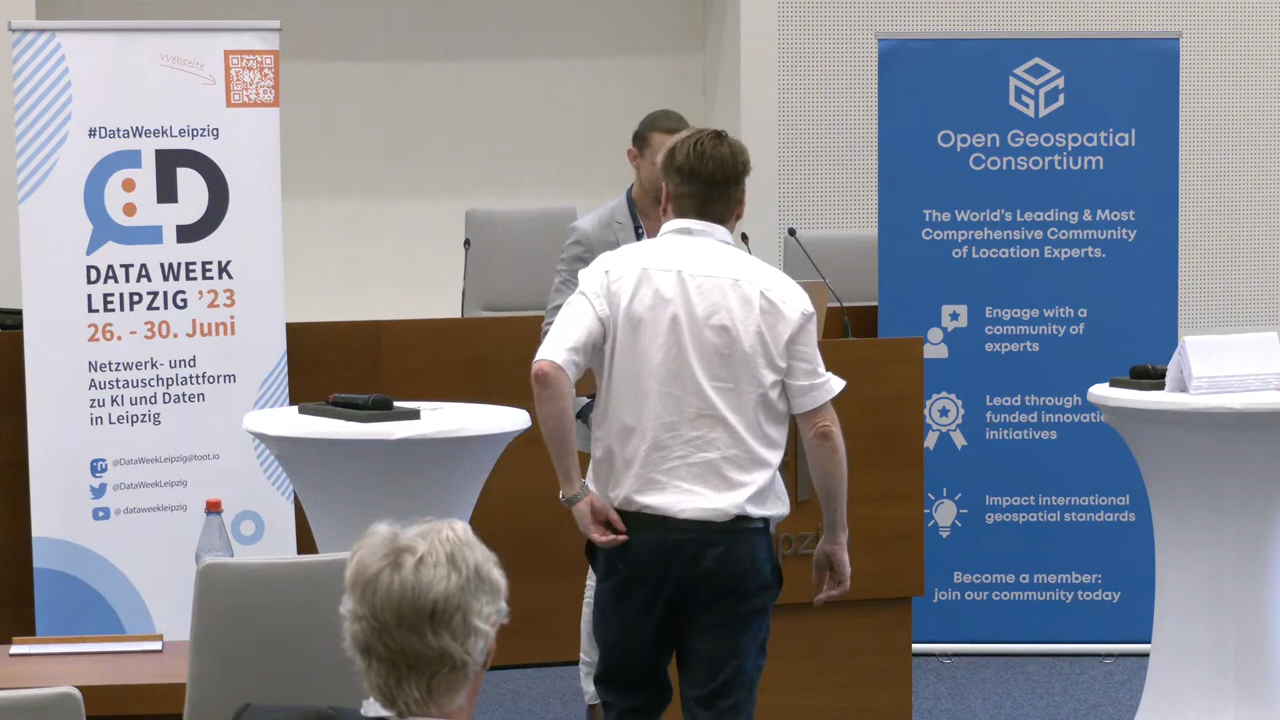 Webseite
#DataWeekLeipzig
DATA WEEK
LEIPZIG '23
26. - 30. Juni
Netzwerk- und
Austauschplattform
zu KI und Daten
in Leipzig
@DataWeekLeipzig@toot.io
@DataWeekLeipzig
@ dataweekleipzig
OGC
Open Geospatial
Consortium
The World's Leading & Most
Comprehensive Community
of Location Experts.
Engage with a
community of
experts
Lead through
funded innovati
initiatives
Impact international
geospatial standards
Become a member:
join our community today
pzi